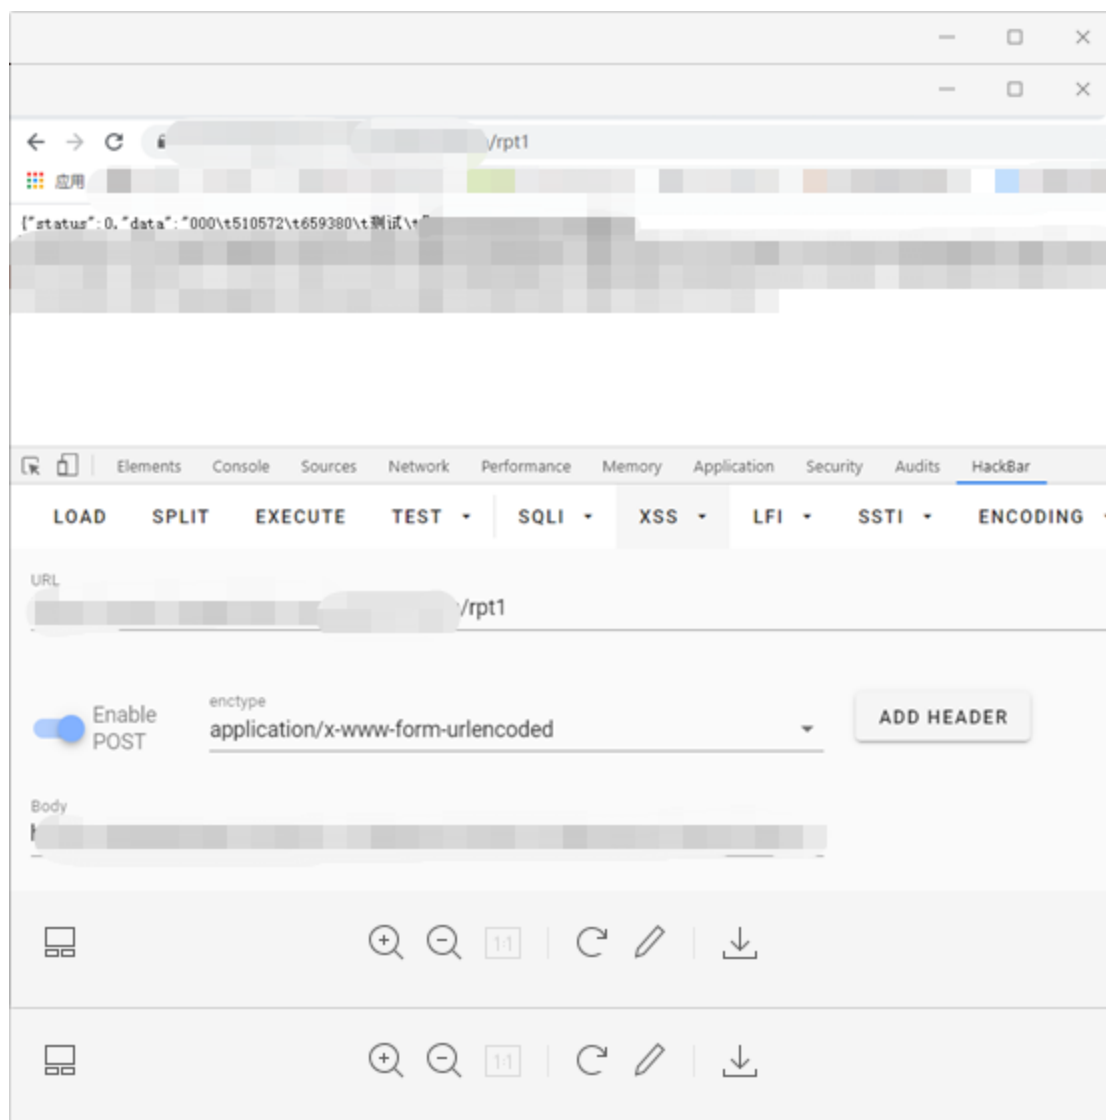 /rpt1
应用
{"status":0,"data":"000\t510572\t659380\t测试\t
Elements Console Sources Network Performance Memory Application Security Audits HackBar
LOAD SPLIT EXECUTE TEST SQLI XSS LFI SSTI ENCODING
URL
/rpt1
Enable
POST
enctype
application/x-www-form-urlencoded
ADD HEADER
Body
1:1
1:1